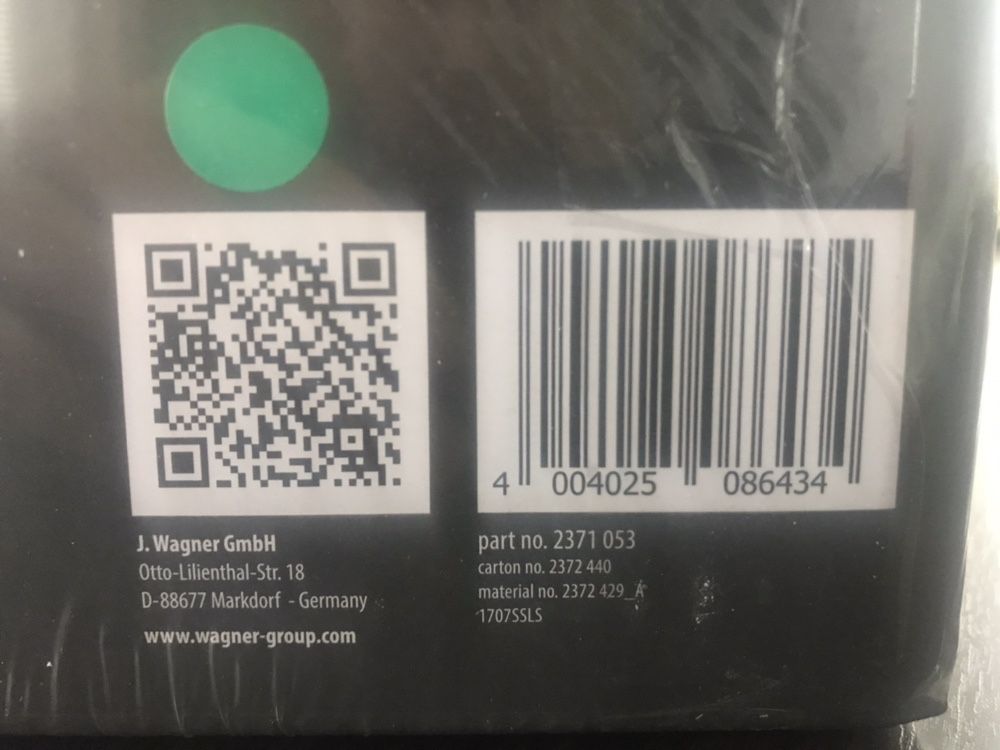 4 004025 086434
J. Wagner GmbH
Otto-Lilienthal-Str. 18
D-88677 Markdorf - Germany
www.wagner-group.com
part no. 2371 053
carton no. 2372 440
material no. 2372 429_A
1707SSLS